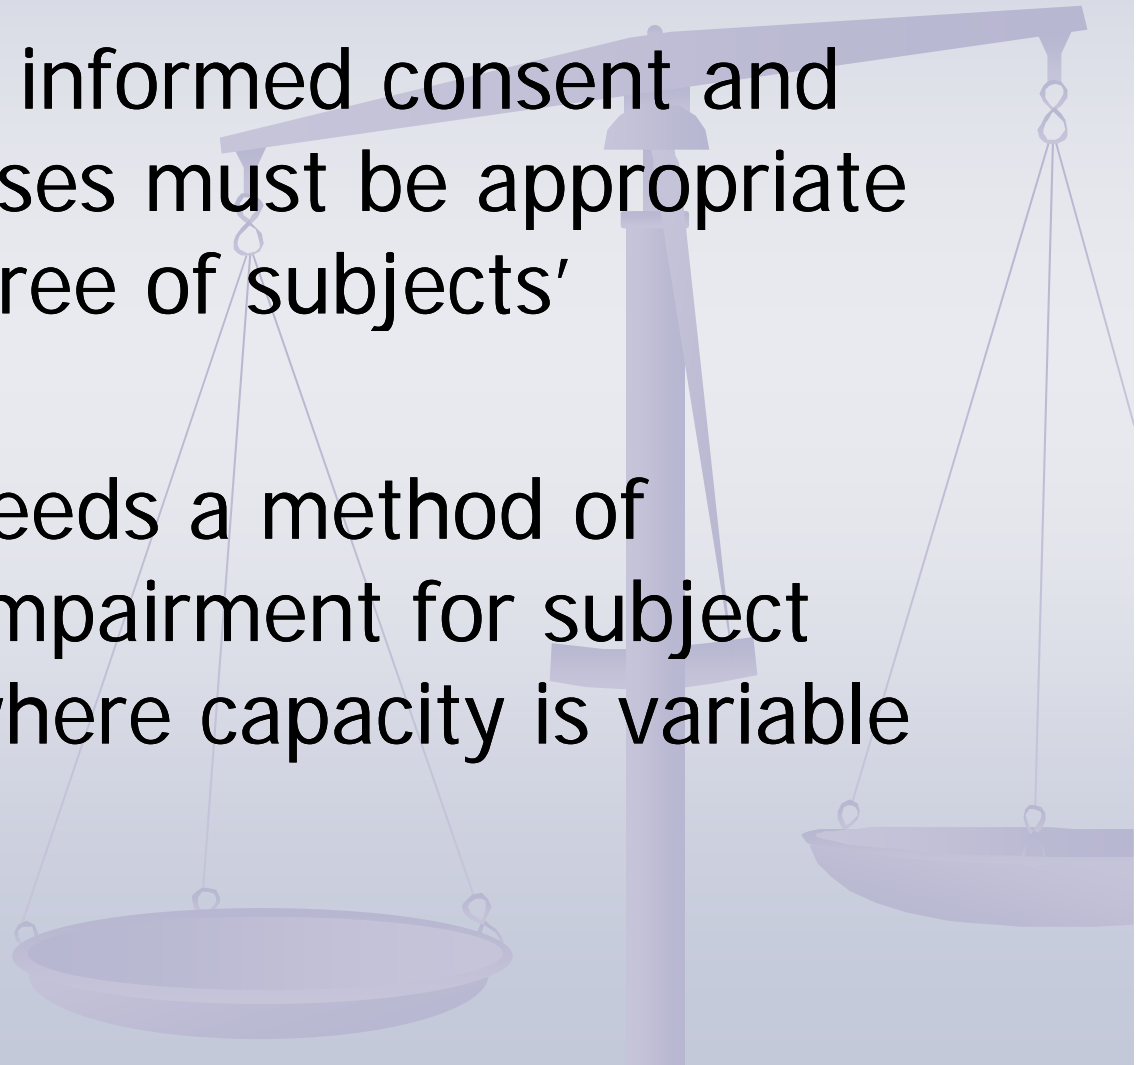 informed consent and
ses must be appropriate
ree of subjects'
eeds a method of
mpairment for subject
where capacity is variable